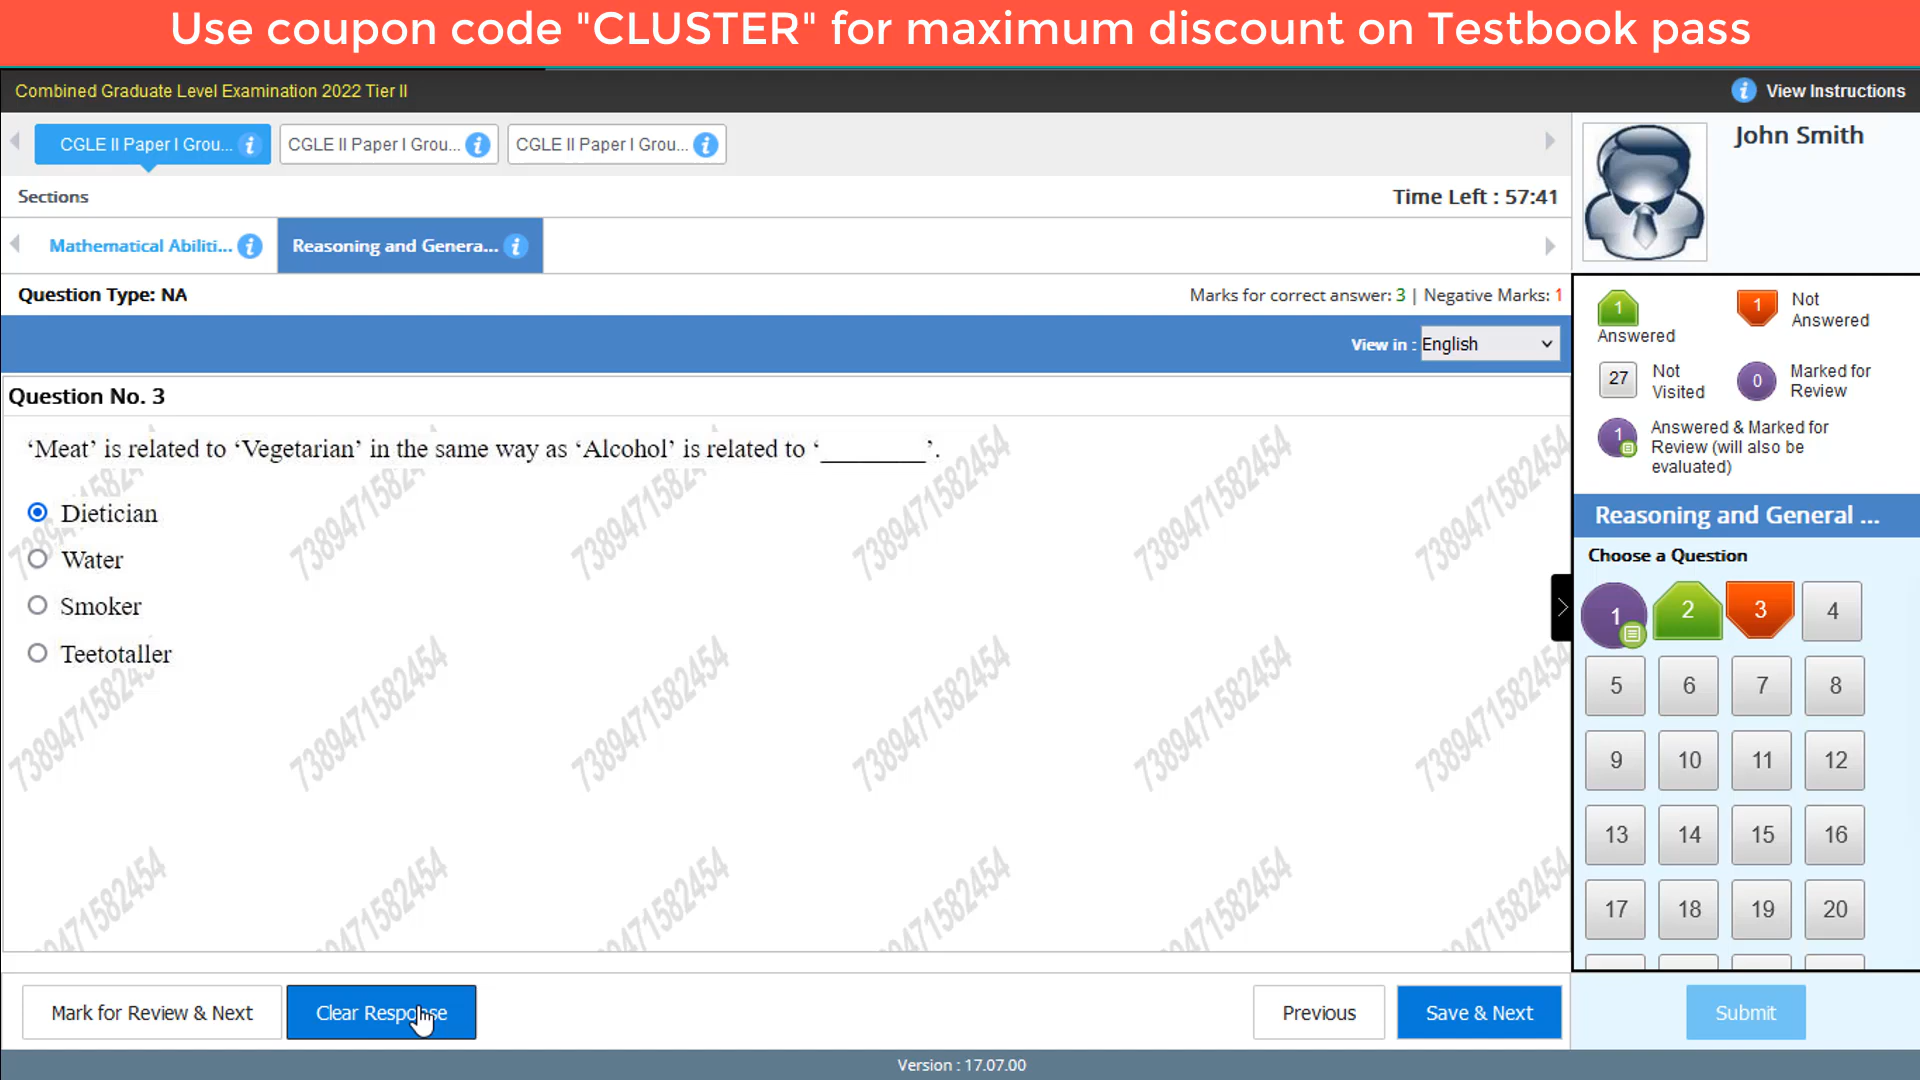 Use coupon code "CLUSTER" for maximum discount on Testbook pass
Combined Graduate Level Examination 2022 Tier II
View Instructions
CGLE II Paper I Grou...
CGLE II Paper I Grou...
CGLE II Paper I Grou...
John Smith
Sections
Time Left : 57:41
Mathematical Abiliti...
Reasoning and Genera...
Question Type: NA
Marks for correct answer: 3 | Negative Marks: 1
View in : English
1 Answered
1 Not Answered
27 Not Visited
0 Marked for Review
1 Answered & Marked for Review (will also be evaluated)
Question No. 3
‘Meat’ is related to ‘Vegetarian’ in the same way as ‘Alcohol’ is related to ‘________’.
Dietician
Water
Smoker
Teetotaller
7389471582454
Reasoning and General ...
Choose a Question
1 2 3 4
5 6 7 8
9 10 11 12
13 14 15 16
17 18 19 20
Mark for Review & Next
Clear Response
Previous
Save & Next
Submit
Version : 17.07.00